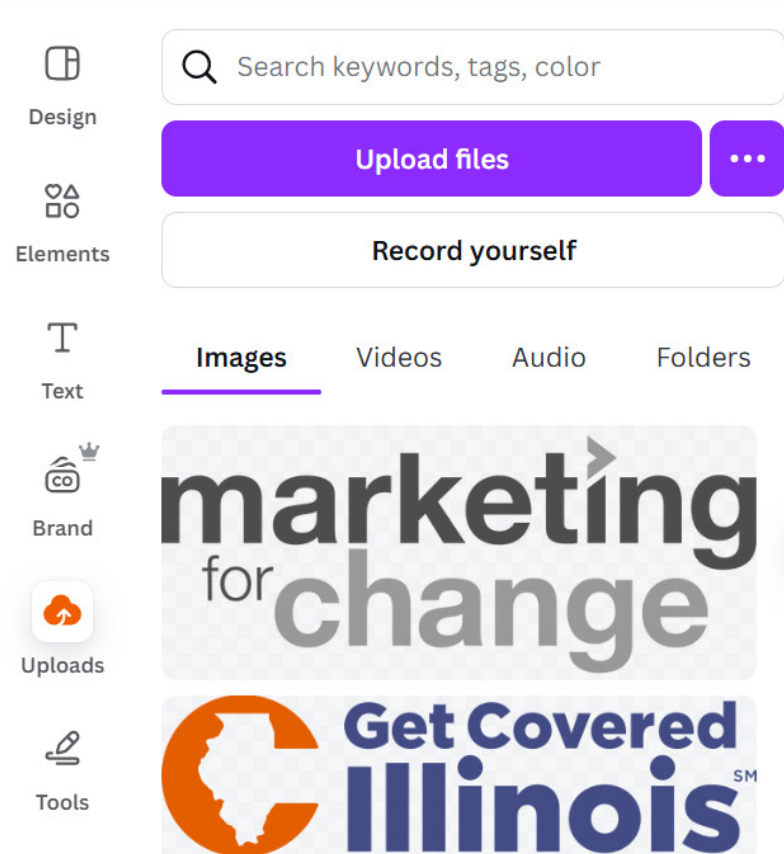 Search keywords, tags, color
Design
Upload files
Elements
Record yourself
Text
Images Videos Audio Folders
CO
Brand
marketing
for change
Uploads
Get Covered
Illinois SM
Tools